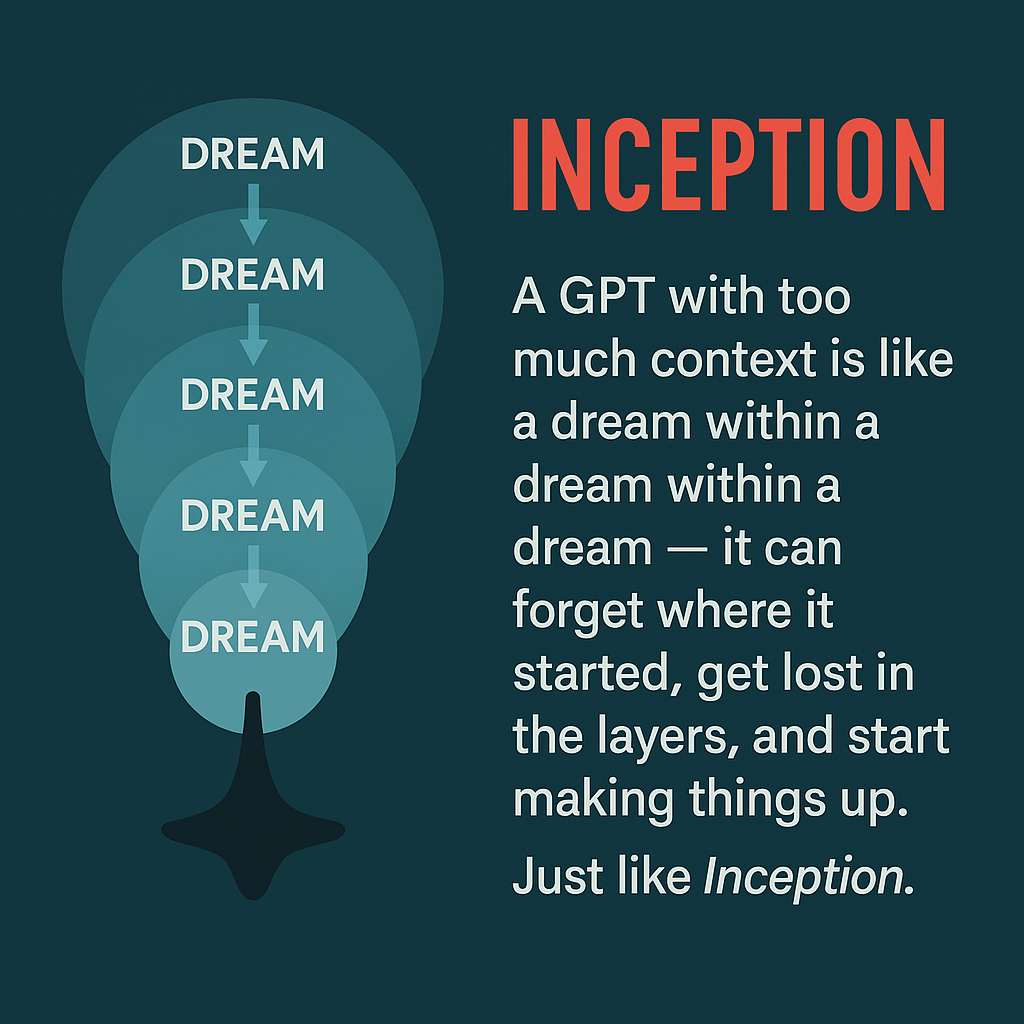 DREAM
DREAM
DREAM
DREAM
DREAM
INCEPTION
A GPT with too
much context is like
a dream within a
dream within a
dream — it can
forget where it
started, get lost in
the layers, and start
making things up.
Just like Inception.